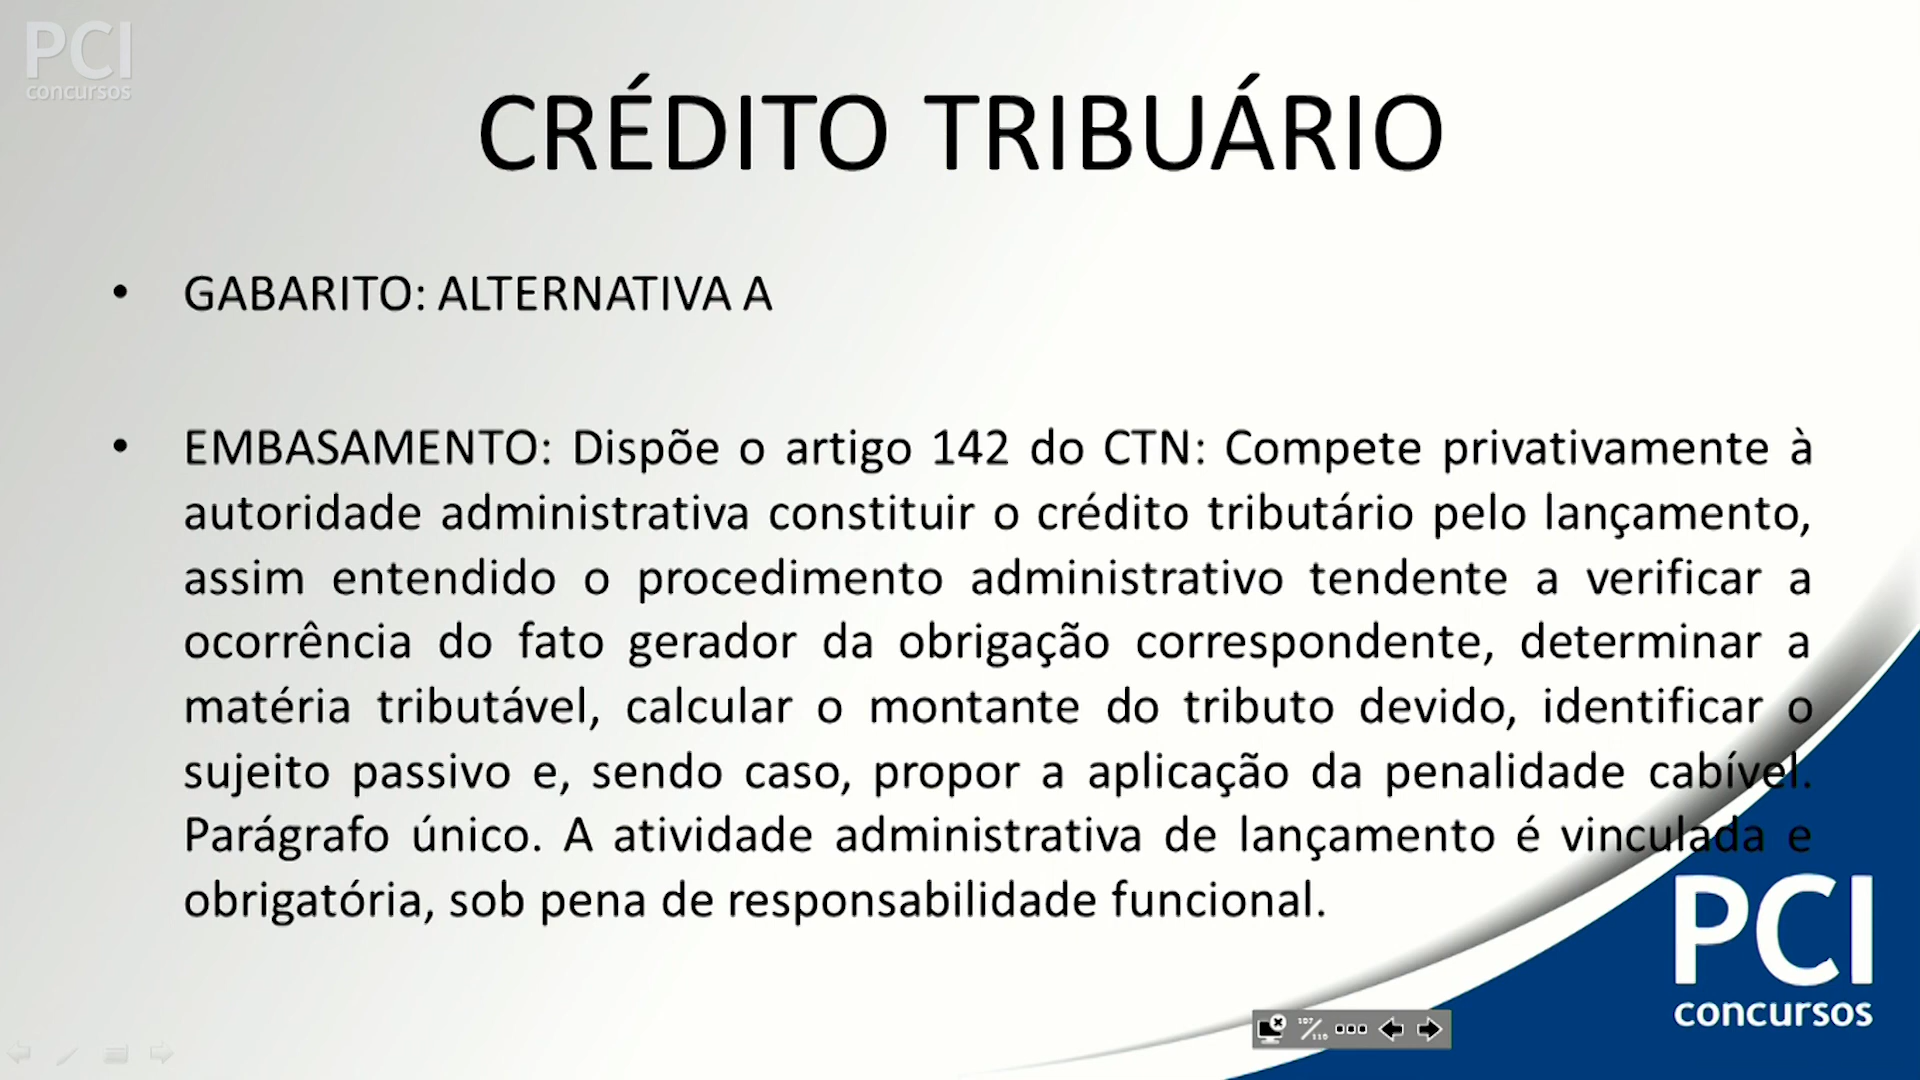 PCI
concursos
CRÉDITO TRIBUÁRIO
• GABARITO: ALTERNATIVA A
• EMBASAMENTO: Dispõe o artigo 142 do CTN: Compete privativamente à
autoridade administrativa constituir o crédito tributário pelo lançamento,
assim entendido o procedimento administrativo tendente a verificar a
ocorrência do fato gerador da obrigação correspondente, determinar a
matéria tributável, calcular o montante do tributo devido, identificar o
sujeito passivo e, sendo caso, propor a aplicação da penalidade cabível.
Parágrafo único. A atividade administrativa de lançamento é vinculada e
obrigatória, sob pena de responsabilidade funcional.
PCI
concursos